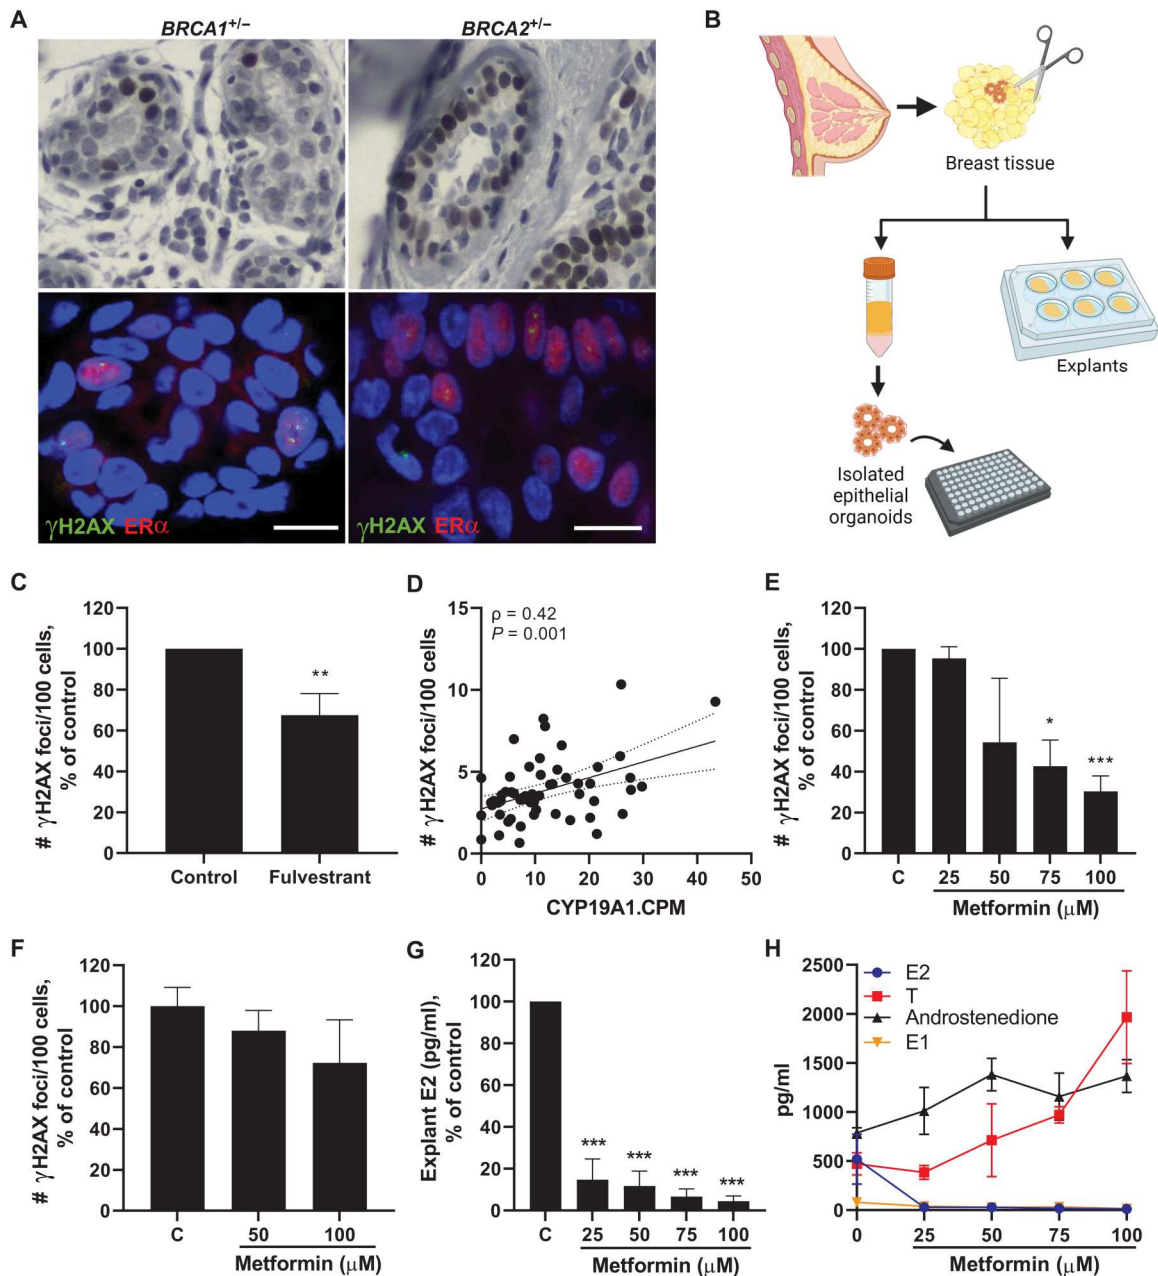 A
BRCA1+/–
BRCA2+/–
γH2AX ERα
γH2AX ERα
B
Breast tissue
Explants
Isolated
epithelial
organoids
C
# γH2AX foci/100 cells,
% of control
120
100
80
60
40
20
0
**
Control
Fulvestrant
D
# γH2AX foci/100 cells
15
10
5
0
ρ = 0.42
P = 0.001
0 10 20 30 40 50
CYP19A1.CPM
E
# γH2AX foci/100 cells,
% of control
120
100
80
60
40
20
0
*
***
C 25 50 75 100
Metformin (μM)
F
# γH2AX foci/100 cells,
% of control
120
100
80
60
40
20
0
C 50 100
Metformin (μM)
G
Explant E2 (pg/ml),
% of control
120
100
80
60
40
20
0
*** *** *** ***
C 25 50 75 100
Metformin (μM)
H
pg/ml
2500
2000
1500
1000
500
0
E2
T
Androstenedione
E1
0 25 50 75 100
Metformin (μM)